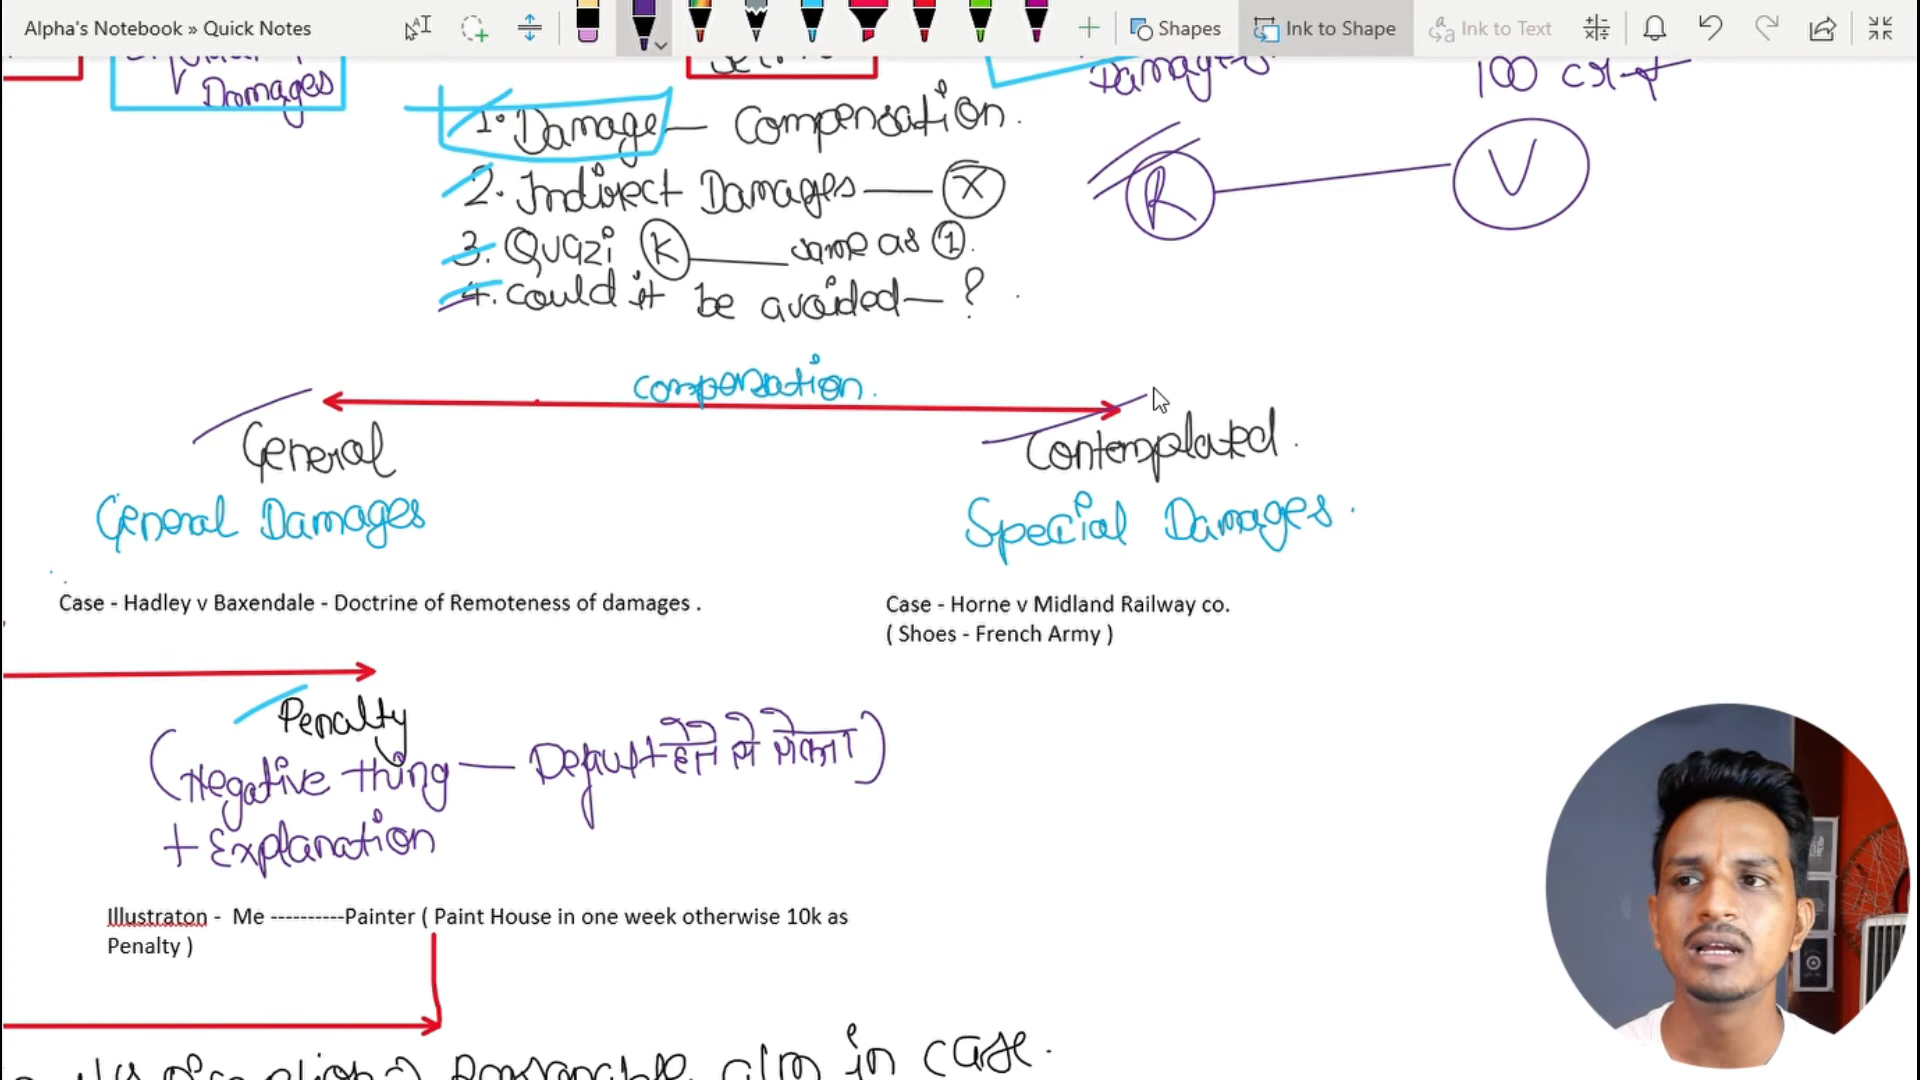 Alpha's Notebook » Quick Notes
Shapes
Ink to Shape
Ink to Text
Damages
Damages
100 cr
1. Damage — Compensation.
R
V
2. Indirect Damages — X
3. Quazi K — same as 1.
4. Could it be avoided — ?
Compensation.
General
Contemplated.
General Damages
Special Damages.
Case - Hadley v Baxendale - Doctrine of Remoteness of damages .
Case - Horne v Midland Railway co.
( Shoes - French Army )
Penalty
(Negative thing — Default देने से रोकना)
+ Explanation
Illustraton - Me ----------Painter ( Paint House in one week otherwise 10k as
Penalty )
Reasonable in case.